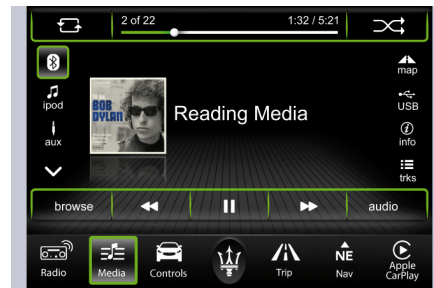 2 of 22
1:32 / 5:21
map
ipod
USB
BOB
DYLAN
Reading Media
aux
info
trks
browse
audio
Radio
Media
Controls
Trip
NE
Nav
Apple
CarPlay